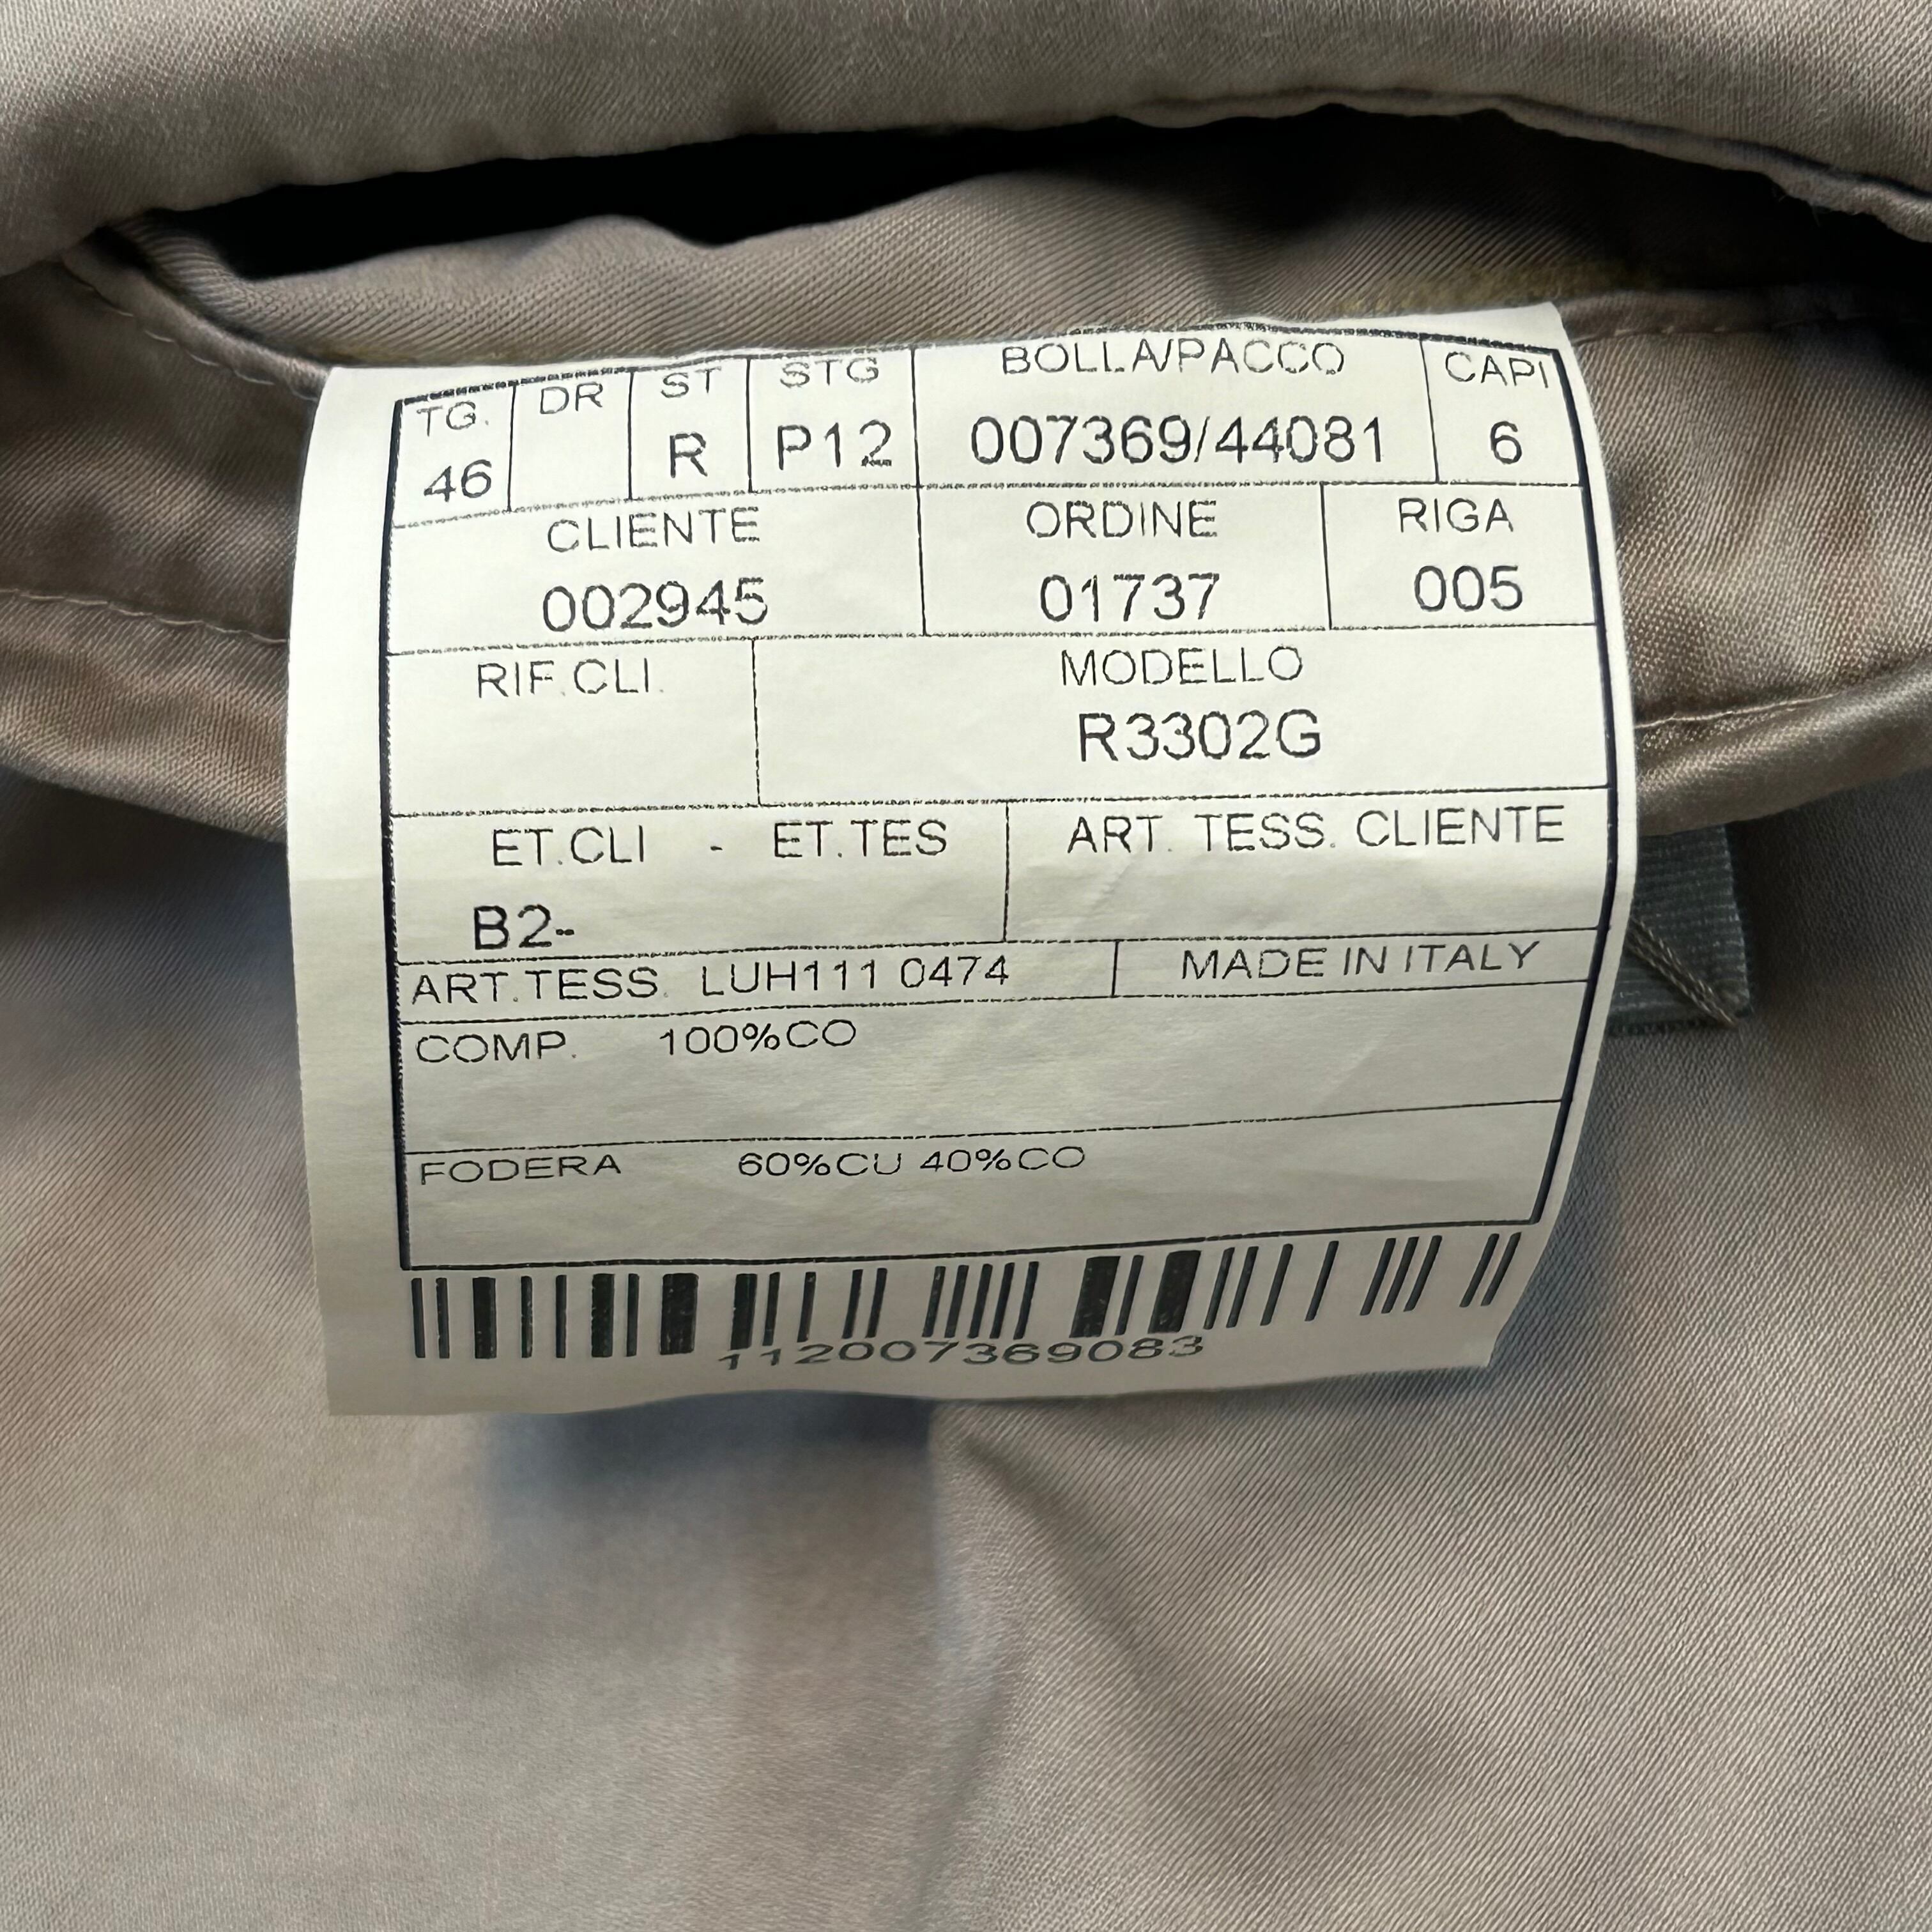 TG. DR ST STG BOLLA/PACCO CAPI
46 R P12 007369/44081 6
CLIENTE ORDINE RIGA
002945 01737 005
RIF.CLI. MODELLO
R3302G
ET.CLI - ET.TES ART. TESS. CLIENTE
B2-
ART.TESS. LUH111 0474 MADE IN ITALY
COMP. 100%CO
FODERA 60%CU 40%CO
112007369083